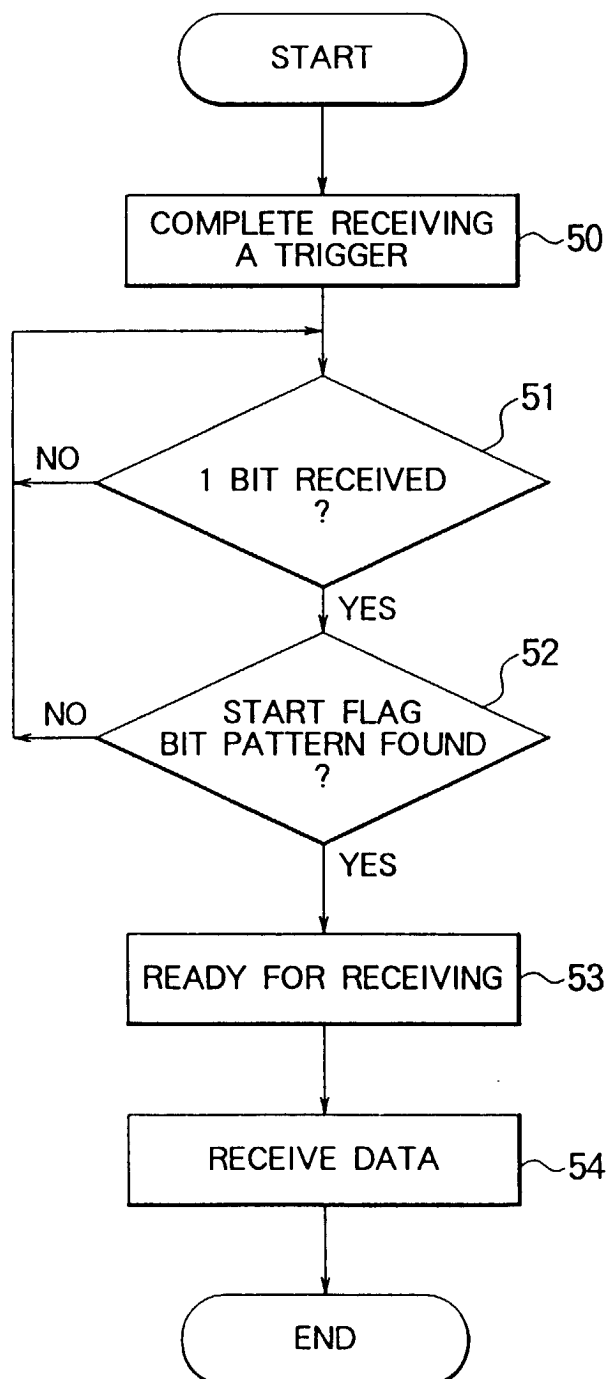 START
COMPLETE RECEIVING
A TRIGGER
50
51
NO
1 BIT RECEIVED
?
YES
52
NO
START FLAG
BIT PATTERN FOUND
?
YES
READY FOR RECEIVING
53
RECEIVE DATA
54
END